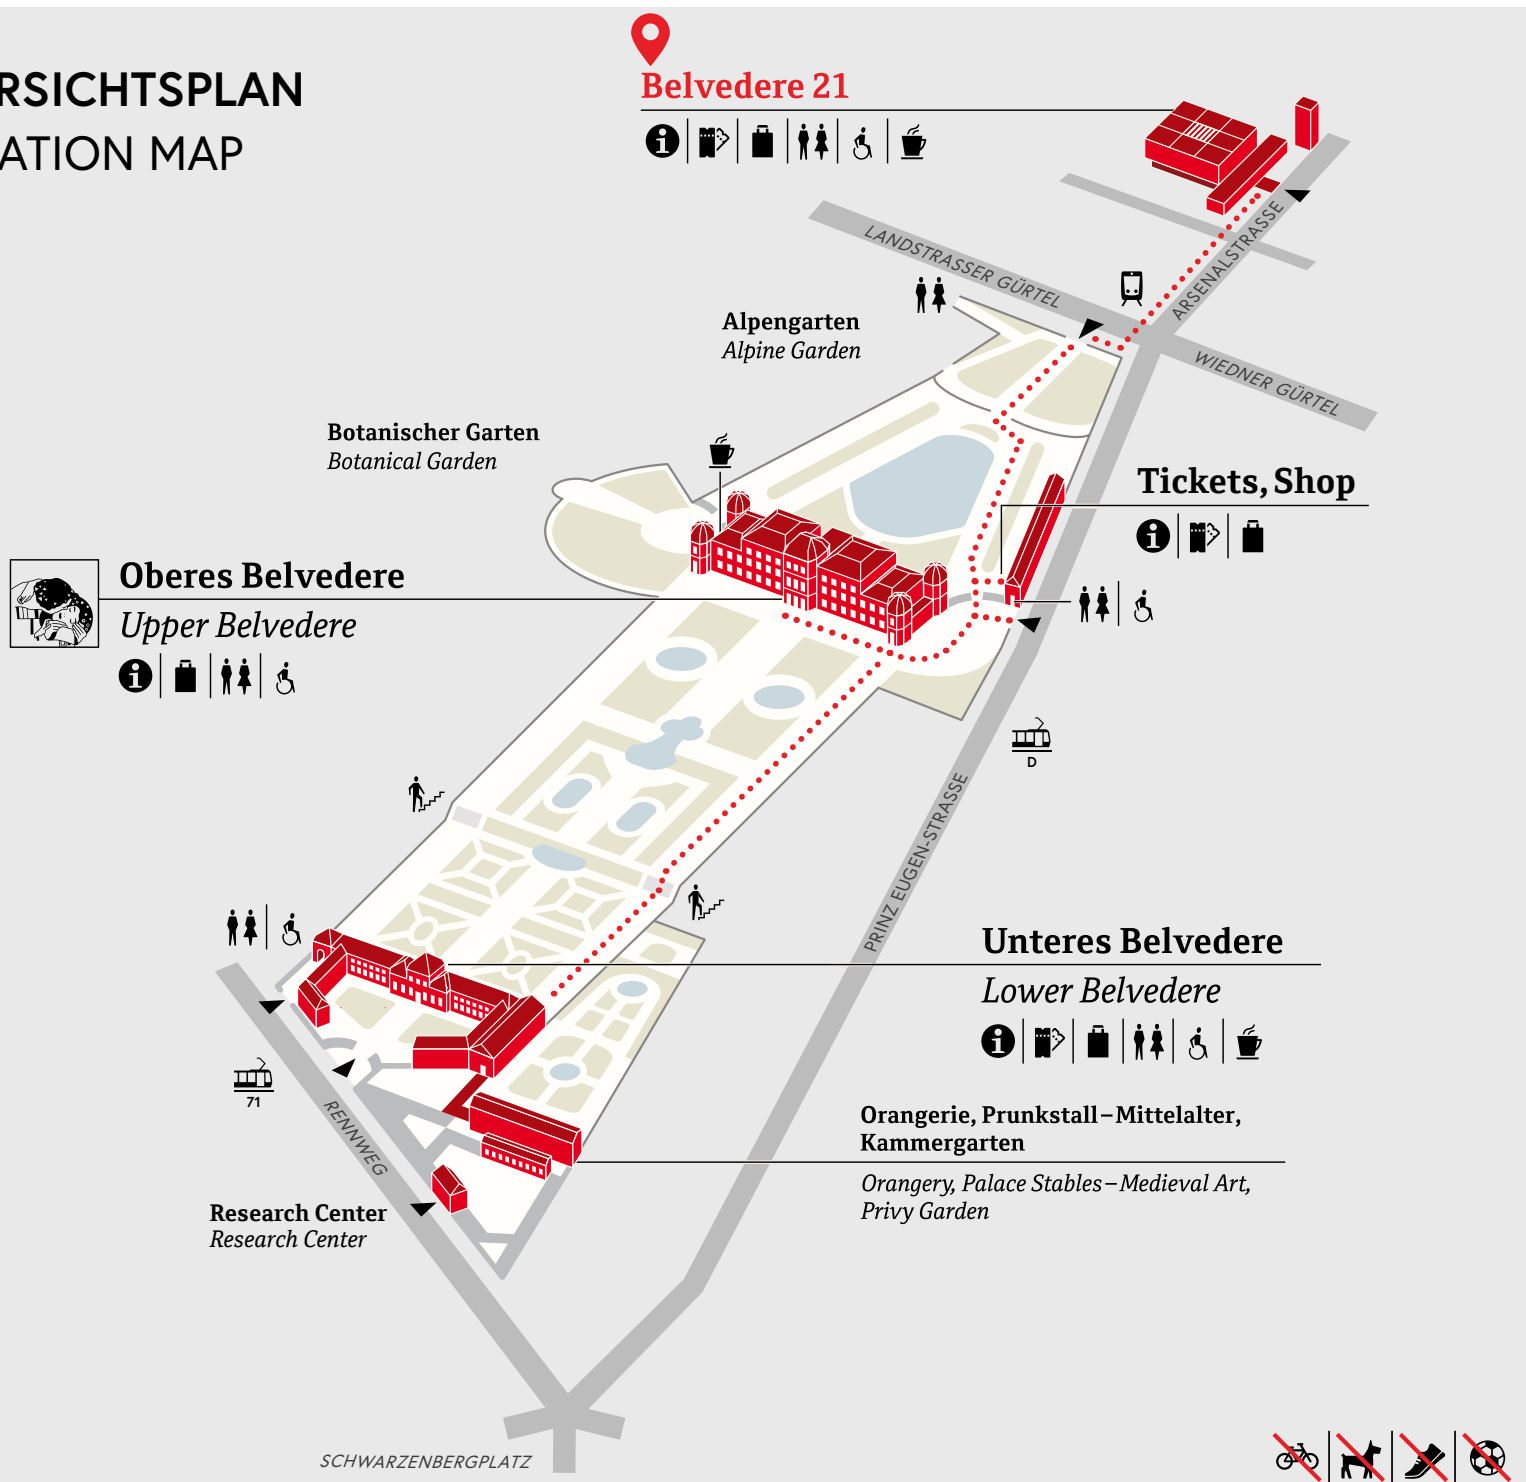 RSICHTSPLAN
ATION MAP
Belvedere 21
LANDSTRASSER GÜRTEL
ARSENALSTRASSE
WIEDNER GÜRTEL
Alpengarten
Alpine Garden
Botanischer Garten
Botanical Garden
Tickets, Shop
Oberes Belvedere
Upper Belvedere
D
PRINZ EUGEN-STRASSE
Unteres Belvedere
Lower Belvedere
71
RENNWEG
Orangerie, Prunkstall–Mittelalter,
Kammergarten
Orangery, Palace Stables–Medieval Art,
Privy Garden
Research Center
Research Center
SCHWARZENBERGPLATZ